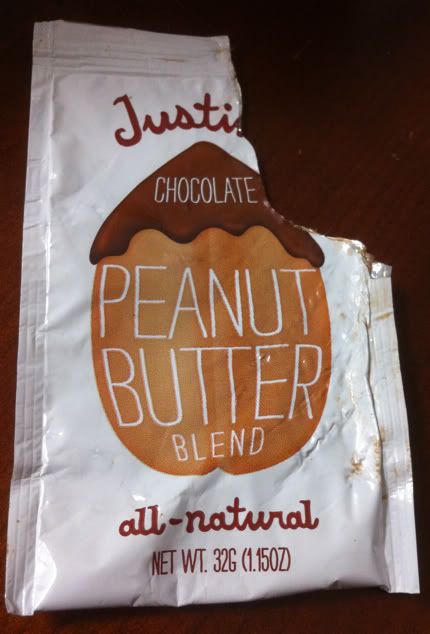 Justi
CHOCOLATE
PEANUT
BUTTER
BLEND
all-natural
NET WT. 32G (1.15OZ)